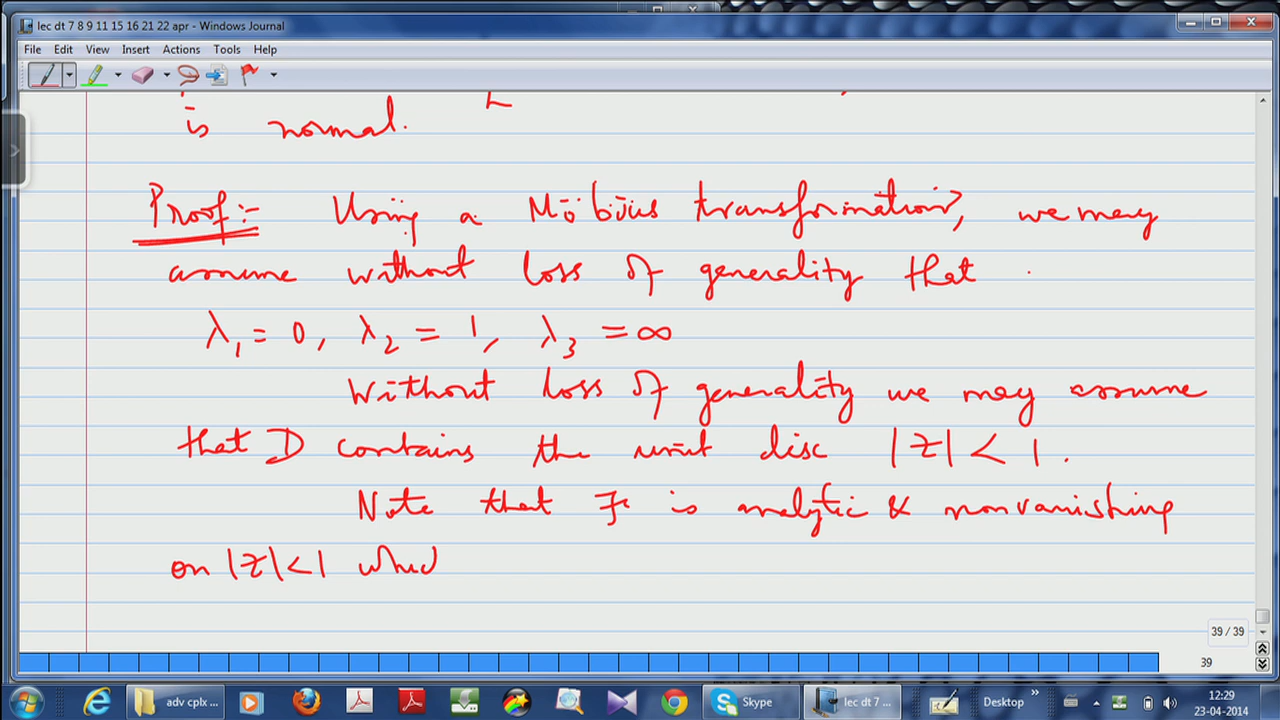 lec dt 7 8 9 11 15 16 21 22 apr - Windows Journal
File Edit View Insert Actions Tools Help
is normal.
Proof:- Using a Möbius transformation, we may
assume without loss of generality that
λ₁ = 0, λ₂ = 1, λ₃ = ∞
Without loss of generality we may assume
that D contains the unit disc |z| < 1.
Note that F is analytic & nonvanishing
on |z|<1 whic
39 / 39
39
adv cplx ...
Skype
lec dt 7 ...
Desktop
12:29
23-04-2014